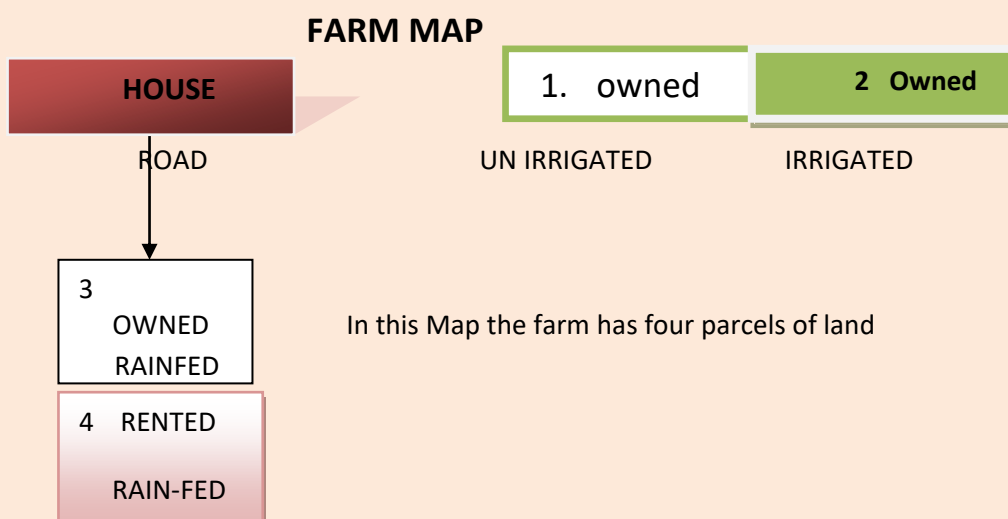 FARM MAP
HOUSE
1. owned
2 Owned
ROAD
UN IRRIGATED
IRRIGATED
3
OWNED
RAINFED
In this Map the farm has four parcels of land
4 RENTED
RAIN-FED